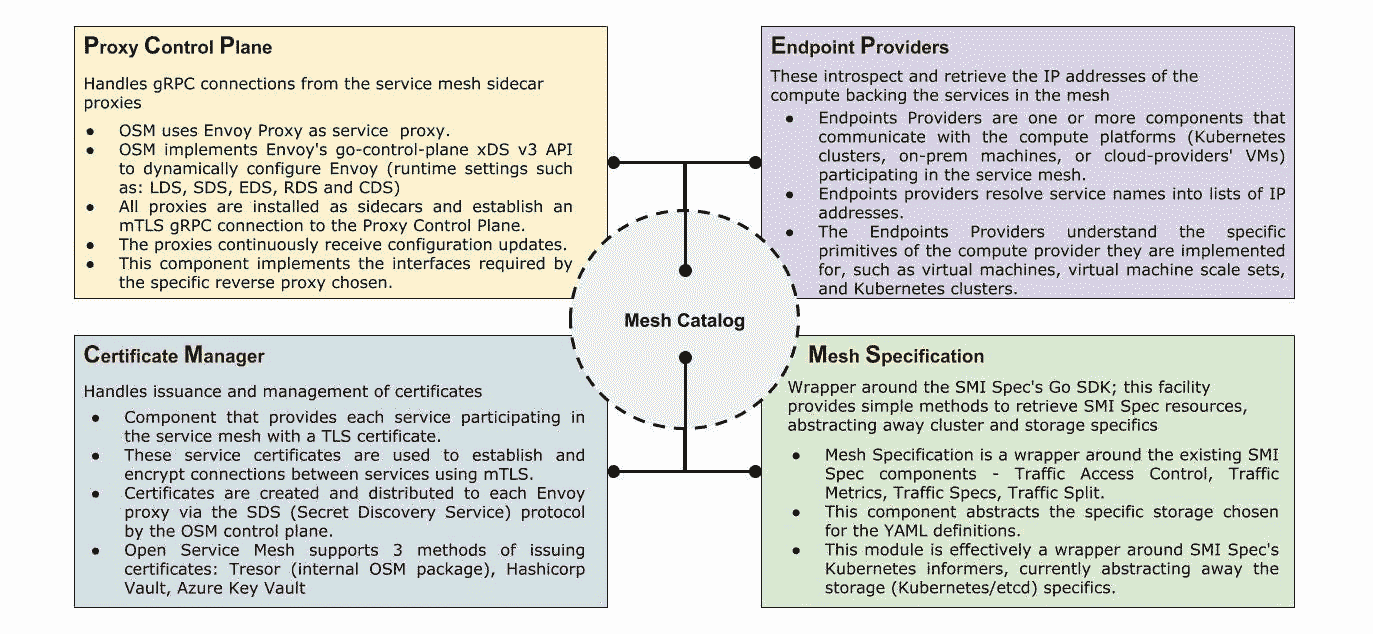 Proxy Control Plane
Handles gRPC connections from the service mesh sidecar
proxies
● OSM uses Envoy Proxy as service proxy.
● OSM implements Envoy's go-control-plane xDS v3 API
to dynamically configure Envoy (runtime settings such
as: LDS, SDS, EDS, RDS and CDS)
● All proxies are installed as sidecars and establish an
mTLS gRPC connection to the Proxy Control Plane.
● The proxies continuously receive configuration updates.
● This component implements the interfaces required by
the specific reverse proxy chosen.
Endpoint Providers
These introspect and retrieve the IP addresses of the
compute backing the services in the mesh
● Endpoints Providers are one or more components that
communicate with the compute platforms (Kubernetes
clusters, on-prem machines, or cloud-providers' VMs)
participating in the service mesh.
● Endpoints providers resolve service names into lists of IP
addresses.
● The Endpoints Providers understand the specific
primitives of the compute provider they are implemented
for, such as virtual machines, virtual machine scale sets,
and Kubernetes clusters.
Mesh Catalog
Certificate Manager
Handles issuance and management of certificates
● Component that provides each service participating in
the service mesh with a TLS certificate.
● These service certificates are used to establish and
encrypt connections between services using mTLS.
● Certificates are created and distributed to each Envoy
proxy via the SDS (Secret Discovery Service) protocol
by the OSM control plane.
● Open Service Mesh supports 3 methods of issuing
certificates: Tresor (internal OSM package), Hashicorp
Vault, Azure Key Vault
Mesh Specification
Wrapper around the SMI Spec's Go SDK; this facility
provides simple methods to retrieve SMI Spec resources,
abstracting away cluster and storage specifics
● Mesh Specification is a wrapper around the existing SMI
Spec components - Traffic Access Control, Traffic
Metrics, Traffic Specs, Traffic Split.
● This component abstracts the specific storage chosen
for the YAML definitions.
● This module is effectively a wrapper around SMI Spec's
Kubernetes informers, currently abstracting away the
storage (Kubernetes/etcd) specifics.